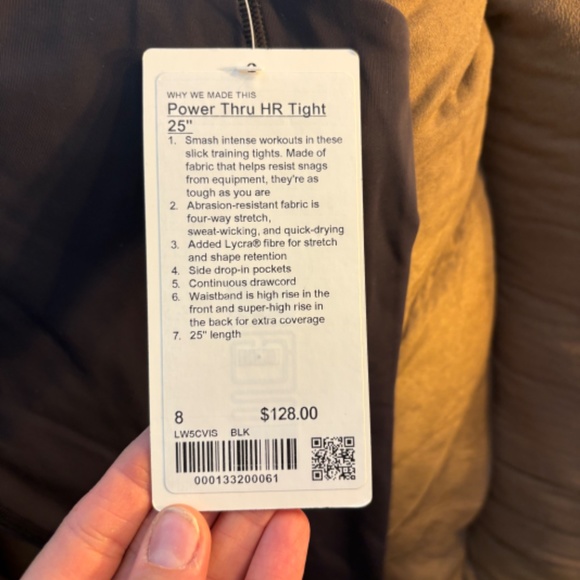 WHY WE MADE THIS
Power Thru HR Tight
25"
1. Smash intense workouts in these
slick training tights. Made of
fabric that helps resist snags
from equipment, they're as
tough as you are
2. Abrasion-resistant fabric is
four-way stretch,
sweat-wicking, and quick-drying
3. Added Lycra® fibre for stretch
and shape retention
4. Side drop-in pockets
5. Continuous drawcord
6. Waistband is high rise in the
front and super-high rise in
the back for extra coverage
7. 25" length
8 $128.00
LW5CVIS BLK
000133200061